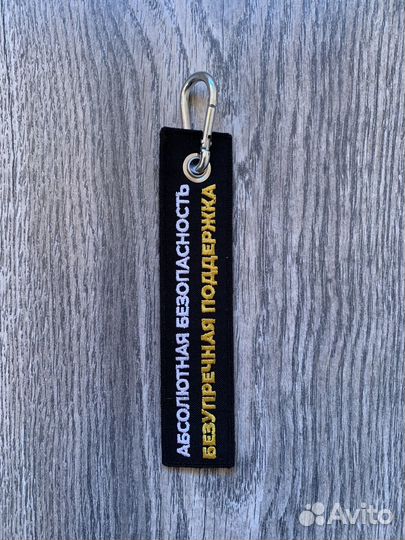 АБСОЛЮТНАЯ БЕЗОПАСНОСТЬ
БЕЗУПРЕЧНАЯ ПОДДЕРЖКА
Avito